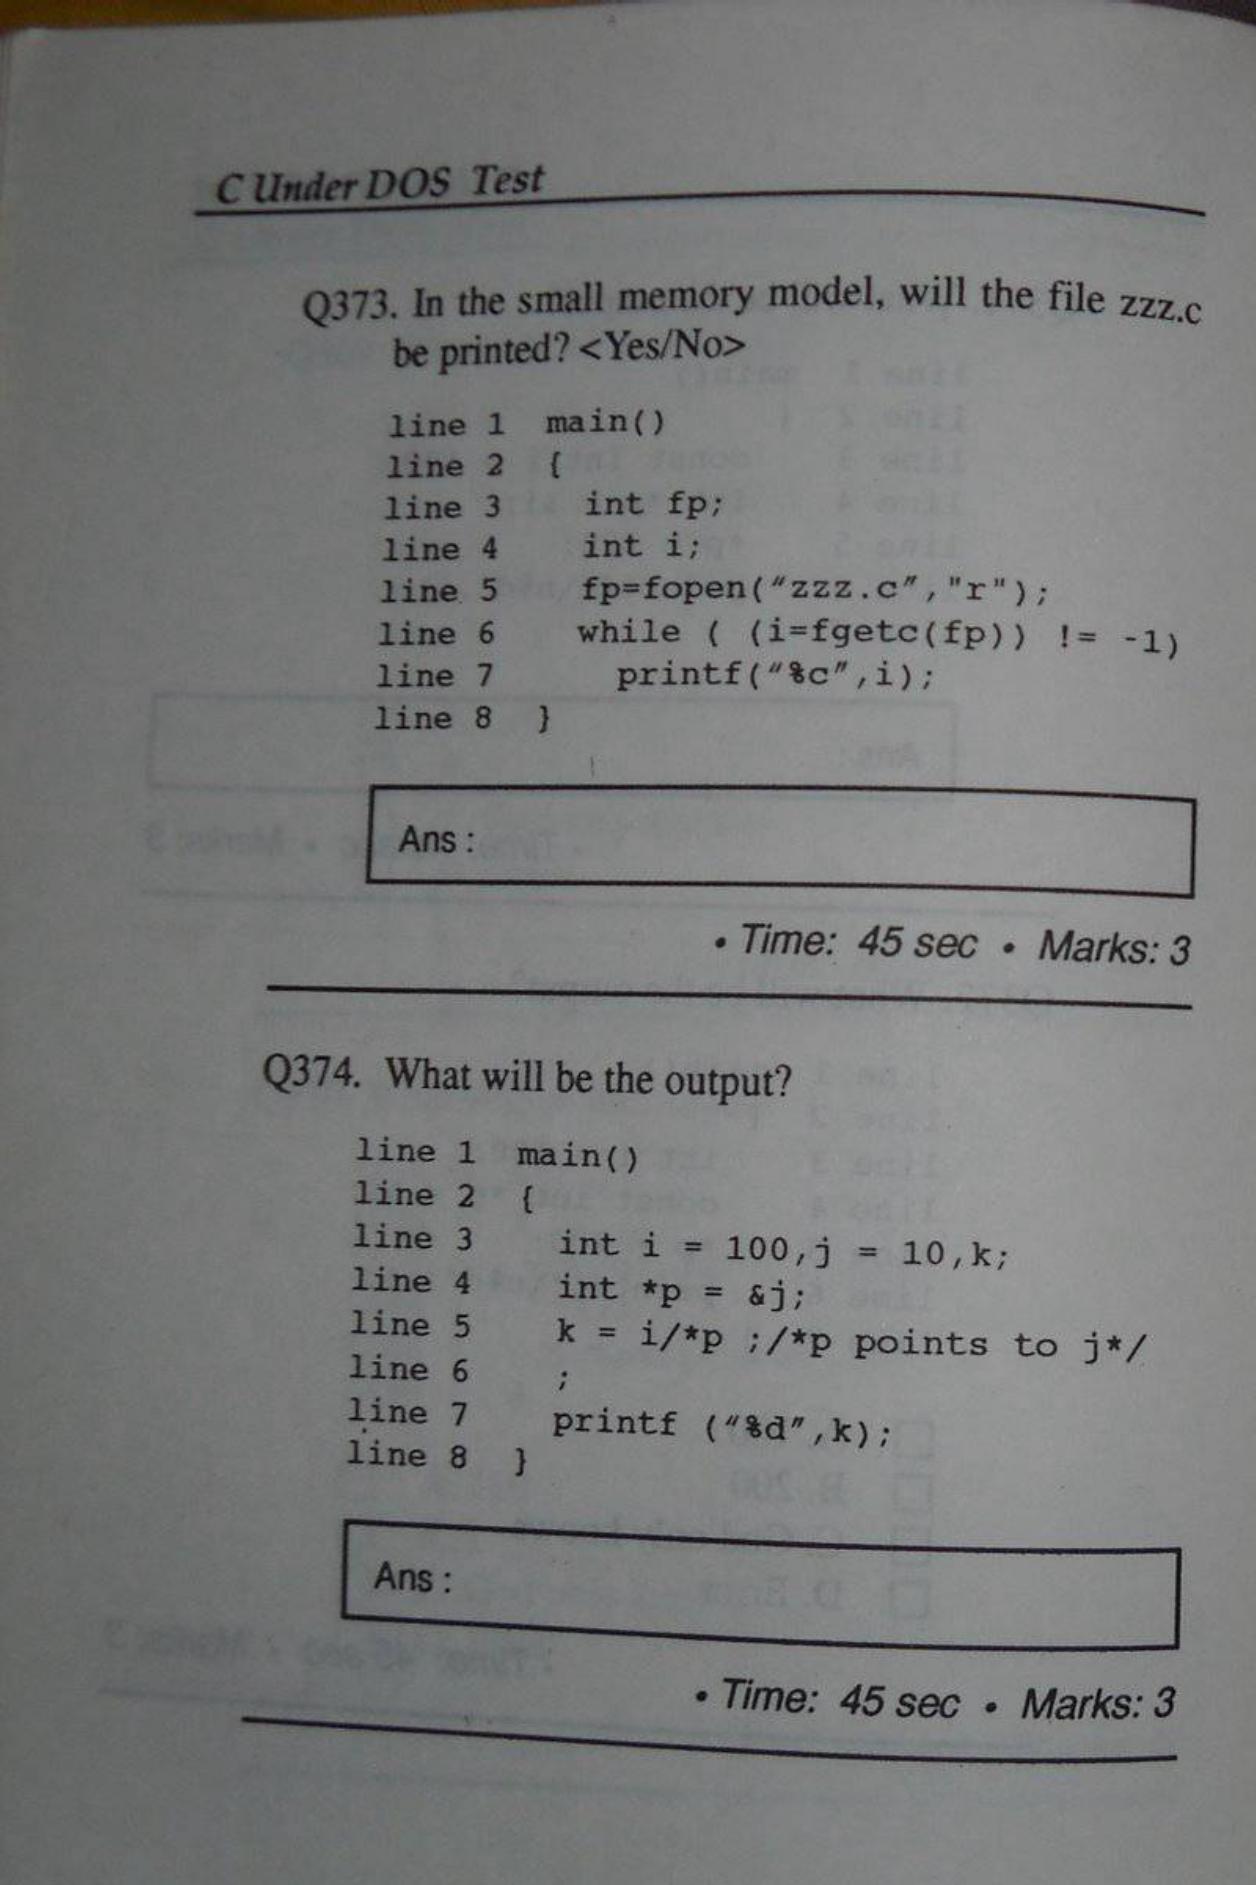 C Under DOS Test
Q373. In the small memory model, will the file zzz.c
be printed? <Yes/No>
line 1 main()
line 2 {
line 3 int fp;
line 4 int i;
line 5 fp=fopen("zzz.c","r");
line 6 while ( (i=fgetc(fp)) != -1)
line 7 printf("%c",i);
line 8 }
Ans :
• Time: 45 sec • Marks: 3
Q374. What will be the output?
line 1 main()
line 2 {
line 3 int i = 100,j = 10,k;
line 4 int *p = &j;
line 5 k = i/*p ;/*p points to j*/
line 6 ;
line 7 printf ("%d",k);
line 8 }
Ans :
• Time: 45 sec • Marks: 3